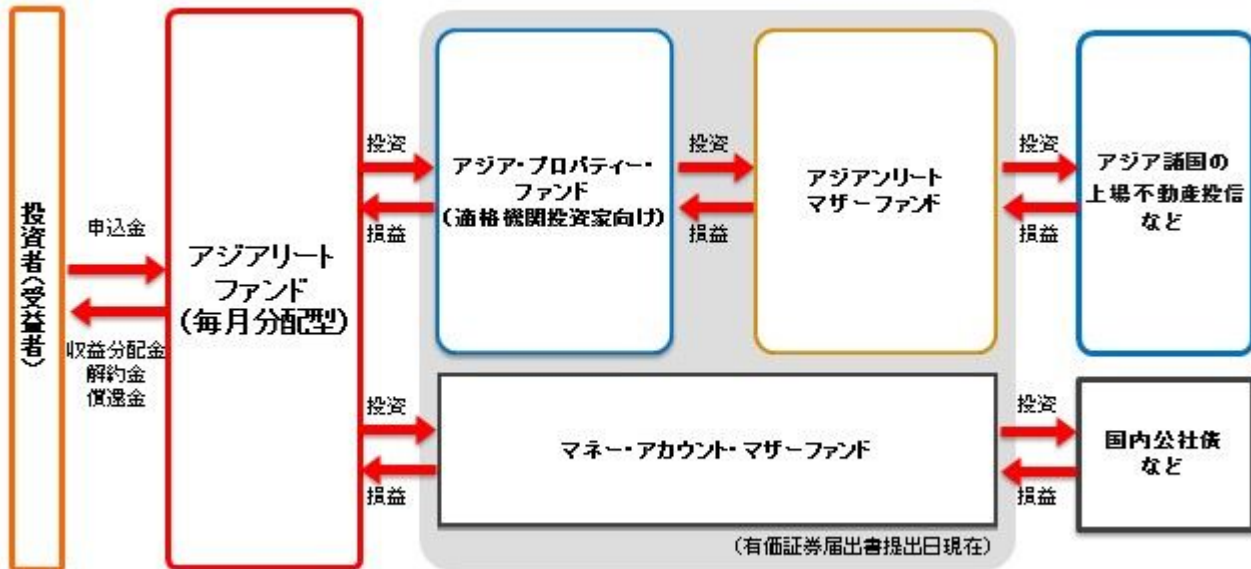 投資者(受益者)
申込金
収益分配金
解約金
償還金
アジアリート
ファンド
(毎月分配型)
投資
損益
アジア・プロパティー・
ファンド
(適格機関投資家向け)
投資
損益
アジアンリート
マザーファンド
投資
損益
アジア諸国の
上場不動産投信
など
投資
損益
マネー・アカウント・マザーファンド
投資
損益
国内公社債
など
(有価証券届出書提出日現在)